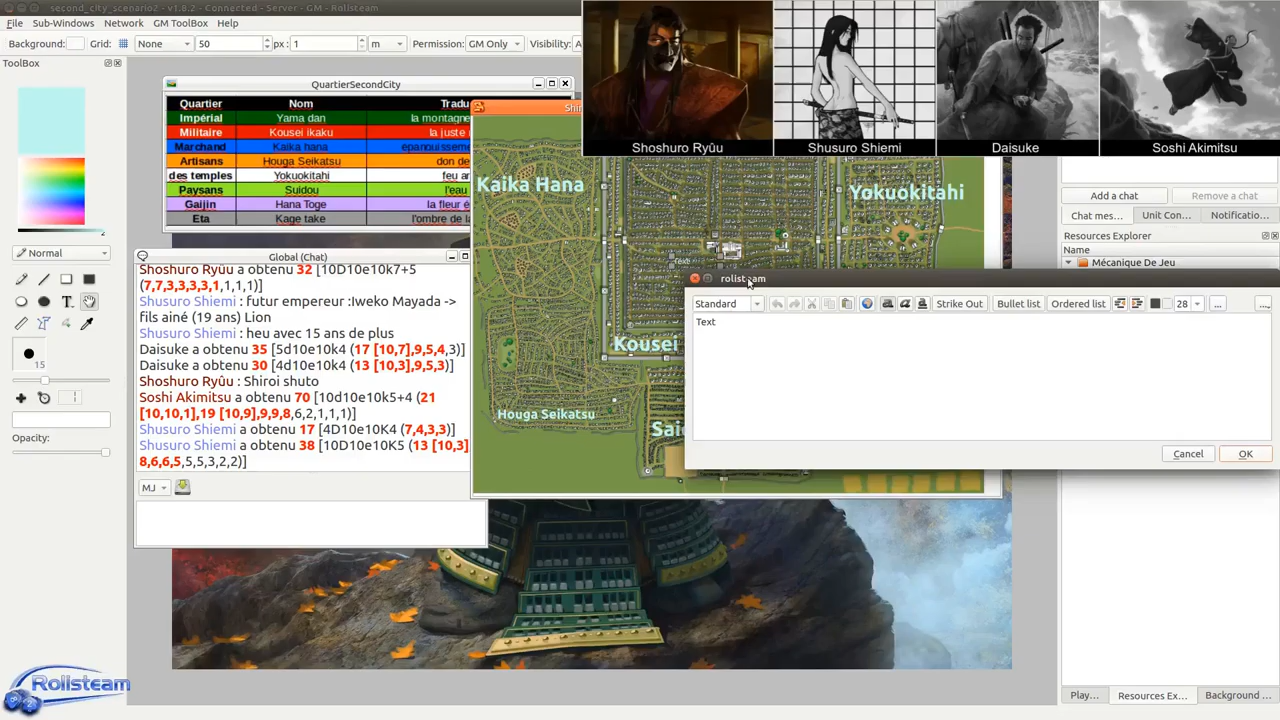 second_city_scenario2 - v1.0.2 - Connected - Server - GM - Rolisteam
File Sub-Windows Network GM ToolBox Help
Background: Grid: None 50 px : 1 m Permission: GM Only Visibility:
ToolBox
Normal
15
Opacity:
Rolisteam
QuartierSecondCity
Quartier Nom
Impérial Yama dan la montagne
Militaire Kousei ikaku la juste
Marchand Kaika hana
Artisans Houga Seikatsu don de
des temples Yokuokitahi feu ar
Paysans Suidou l'eau
Gaijin Hana Toge la fleur é
Eta Kage take l'ombre de
Global (Chat)
Shoshuro Ryûu a obtenu 32 [10D10e10k7+5
(7,7,3,3,3,3,1,1,1,1)]
Shusuro Shiemi : futur empereur :Iweko Mayada ->
fils ainé (19 ans) Lion
Shusuro Shiemi : heu avec 15 ans de plus
Daisuke a obtenu 35 [5d10e10k4 (17 [10,7],9,5,4,3)]
Daisuke a obtenu 30 [4d10e10k4 (13 [10,3],9,5,3)]
Shoshuro Ryûu : Shiroi shuto
Soshi Akimitsu a obtenu 70 [10d10e10k5+4 (21
[10,10,1],19 [10,9],9,9,8,6,2,1,1,1)]
Shusuro Shiemi a obtenu 17 [4D10e10K4 (7,4,3,3)]
Shusuro Shiemi a obtenu 38 [10D10e10K5 (13 [10,3]
8,6,6,5,5,5,3,2,2)]
MJ
Kaika Hana
Yokuokitahi
Kousei
Houga Seikatsu
Shoshuro Ryûu
Shusuro Shiemi
Daisuke
Soshi Akimitsu
rolisteam
Standard Strike Out Bullet list Ordered list 28 ... ...
Text
Cancel OK
Add a chat Remove a chat
Chat mes... Unit Con... Notificatio...
Resources Explorer
Name
Mécanique De Jeu
Play... Resources Ex... Background ...